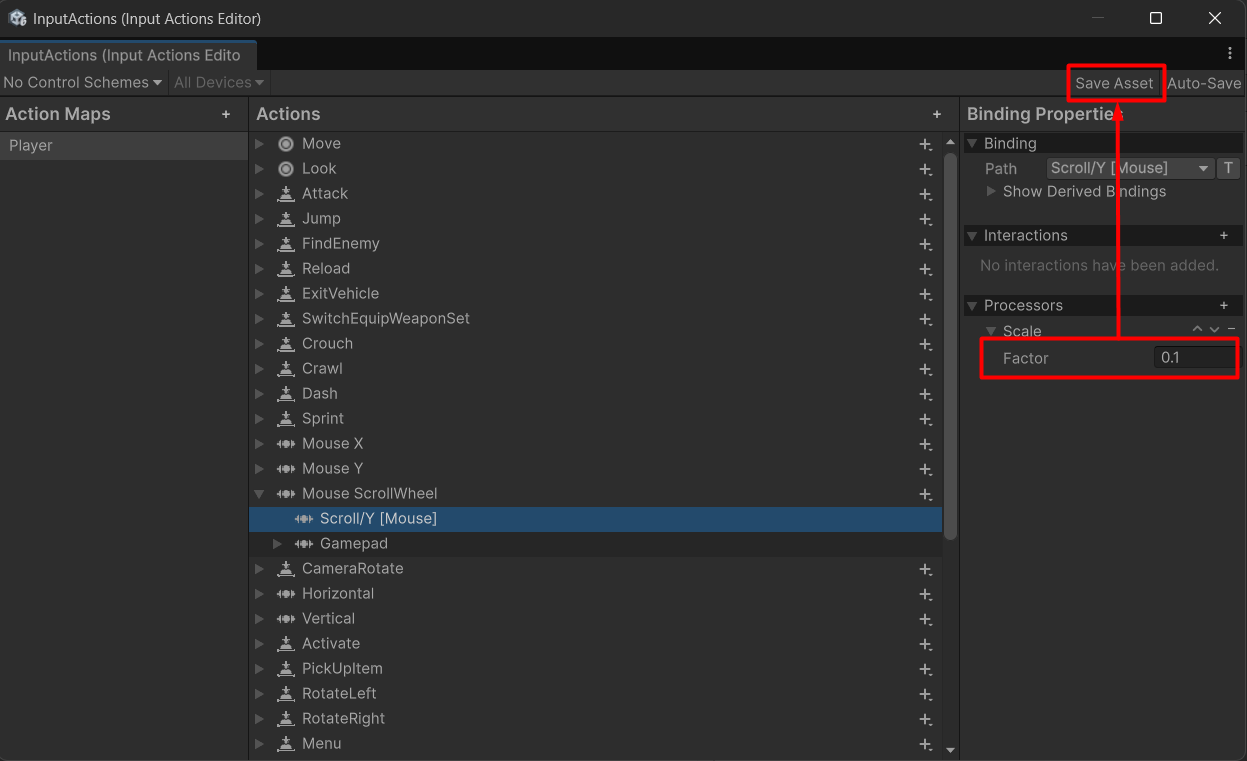 InputActions (Input Actions Editor)
InputActions (Input Actions Edito
No Control Schemes All Devices Save Asset Auto-Save
Action Maps +
Player
Actions +
Move
Look
Attack
Jump
FindEnemy
Reload
ExitVehicle
SwitchEquipWeaponSet
Crouch
Crawl
Dash
Sprint
Mouse X
Mouse Y
Mouse ScrollWheel
Scroll/Y [Mouse]
Gamepad
CameraRotate
Horizontal
Vertical
Activate
PickUpItem
RotateLeft
RotateRight
Menu
Binding Properties
Binding
Path Scroll/Y [Mouse] T
Show Derived Bindings
Interactions +
No interactions have been added.
Processors +
Scale
Factor 0.1